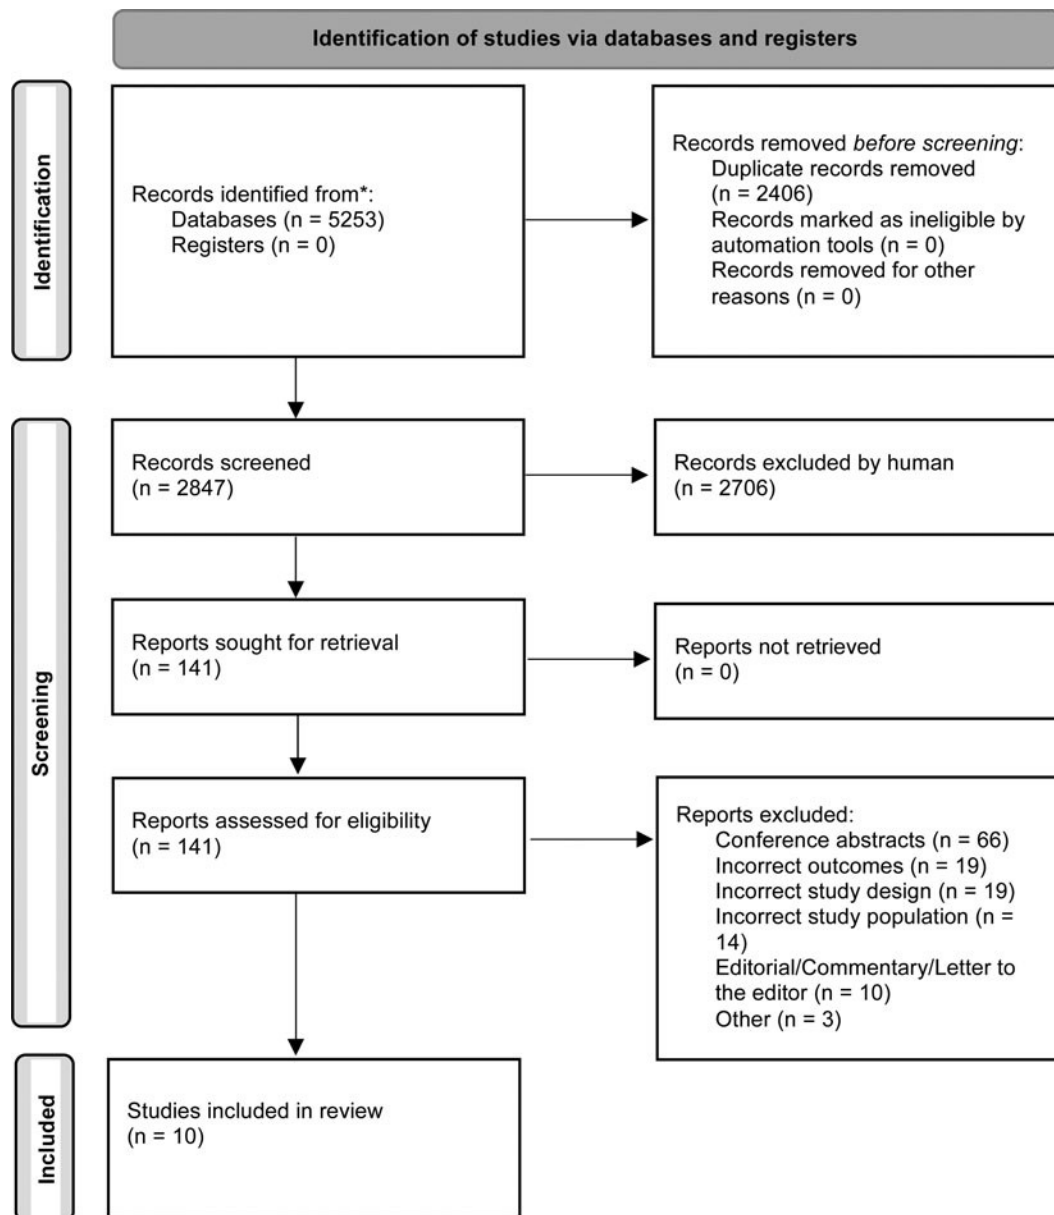 Identification of studies via databases and registers
Identification
Records identified from*:
Databases (n = 5253)
Registers (n = 0)
Records removed before screening:
Duplicate records removed
(n = 2406)
Records marked as ineligible by
automation tools (n = 0)
Records removed for other
reasons (n = 0)
Screening
Records screened
(n = 2847)
Records excluded by human
(n = 2706)
Reports sought for retrieval
(n = 141)
Reports not retrieved
(n = 0)
Reports assessed for eligibility
(n = 141)
Reports excluded:
Conference abstracts (n = 66)
Incorrect outcomes (n = 19)
Incorrect study design (n = 19)
Incorrect study population (n =
14)
Editorial/Commentary/Letter to
the editor (n = 10)
Other (n = 3)
Included
Studies included in review
(n = 10)